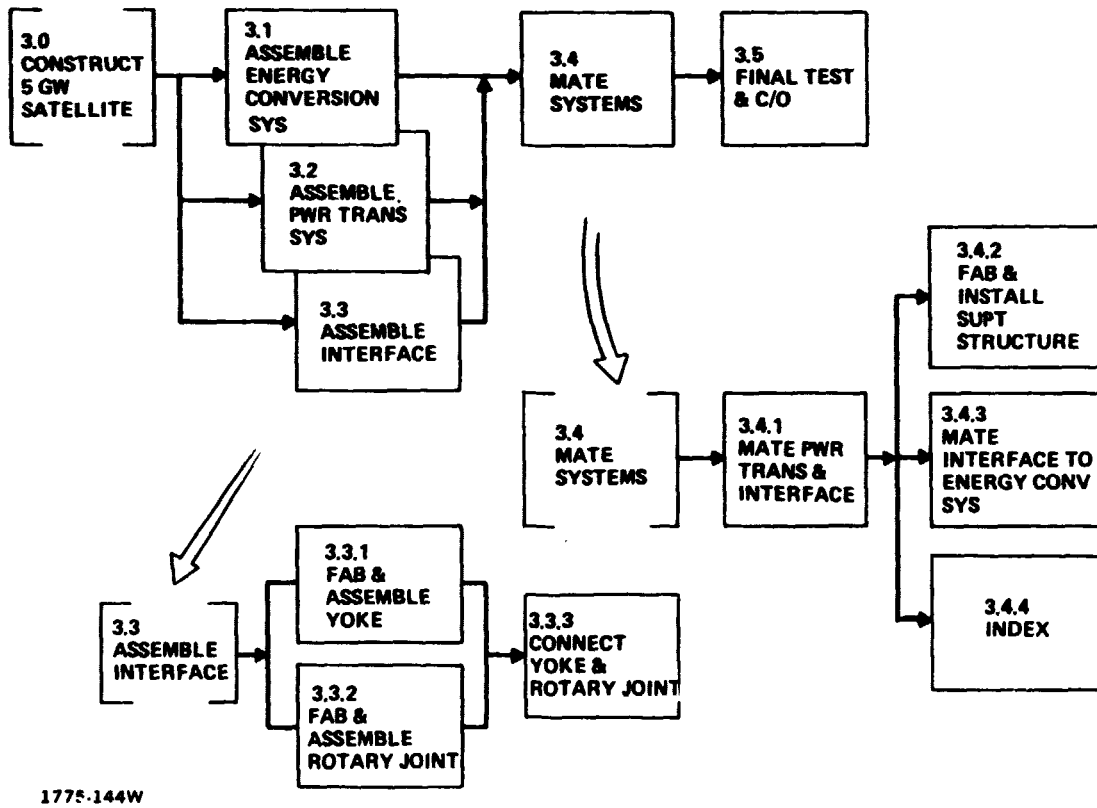 3.0
CONSTRUCT
5 GW
SATELLITE
3.1
ASSEMBLE
ENERGY
CONVERSION
SYS
3.2
ASSEMBLE.
PWR TRANS
SYS
3.3
ASSEMBLE
INTERFACE
3.4
MATE
SYSTEMS
3.5
FINAL TEST
& C/O
3.4
MATE
SYSTEMS
3.4.1
MATE PWR
TRANS &
INTERFACE
3.4.2
FAB &
INSTALL
SUPT
STRUCTURE
3.4.3
MATE
INTERFACE TO
ENERGY CONV
SYS
3.4.4
INDEX
3.3
ASSEMBLE
INTERFACE
3.3.1
FAB &
ASSEMBLE
YOKE
3.3.2
FAB &
ASSEMBLE
ROTARY JOINT
3.3.3
CONNECT
YOKE &
ROTARY JOINT
1775-144W